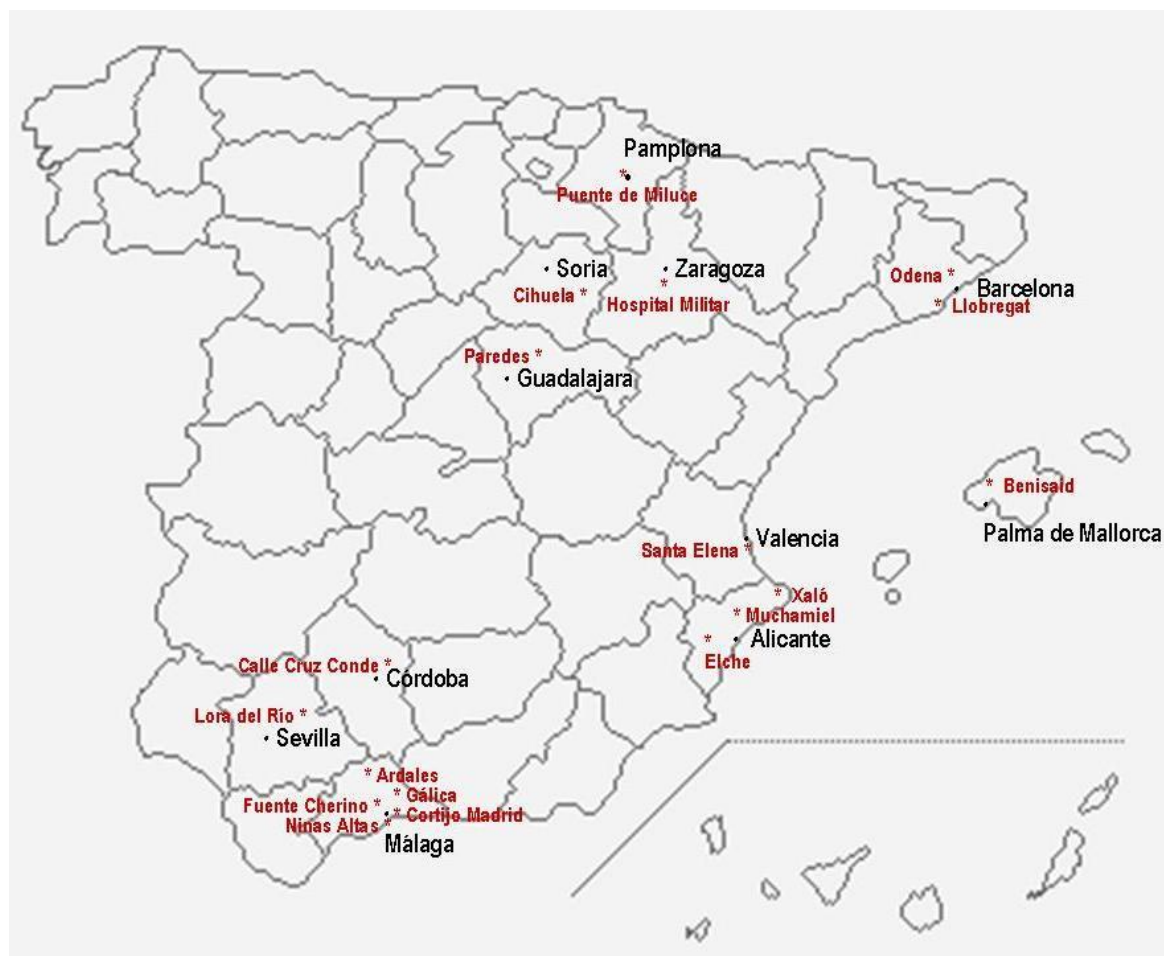 Pamplona
*
Puente de Miluce
Soria
Zaragoza
Cihuela *
*
Hospital Militar
Odena *
Barcelona
* Llobregat
Paredes *
Guadalajara
* Benisaid
Palma de Mallorca
Valencia
Santa Elena *
* Xaló
* Muchamiel
Alicante
*
Elche
Calle Cruz Conde *
Córdoba
Lora del Río *
Sevilla
* Ardales
* Gálica
Fuente Cherino *
* Cortijo Madrid
Ninas Altas *
Málaga